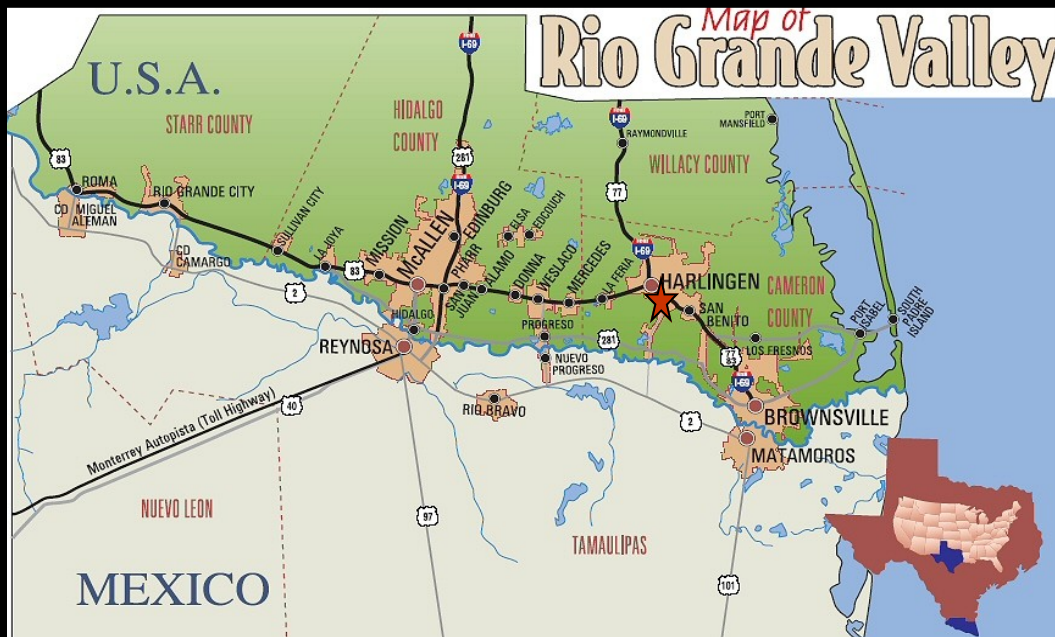 Map of
Rio Grande Valley
U.S.A.
STARR COUNTY
HIDALGO
COUNTY
I-69
I-69
RAYMONDVILLE
PORT
MANSFIELD
WILLACY COUNTY
83
281
I-69
77
ROMA
RIO GRANDE CITY
CD MIGUEL
ALEMAN
SULLIVAN CITY
LA JOYA
MISSION
McALLEN
EDINBURG
PHARR
SAN
JUAN
ALAMO
ELSA
EDCOUCH
DONNA
WESLACO
MERCEDES
LA FERIA
I-69
HARLINGEN
CAMERON
COUNTY
SAN
BENITO
PORT
ISABEL
SOUTH
PADRE
ISLAND
CD
CAMARGO
83
2
HIDALGO
REYNOSA
PROGRESO
281
NUEVO
PROGRESO
LOS FRESNOS
77
83
I-69
RIO BRAVO
2
BROWNSVILLE
MATAMOROS
Monterrey Autopista (Toll Highway)
40
NUEVO LEON
97
TAMAULIPAS
101
MEXICO